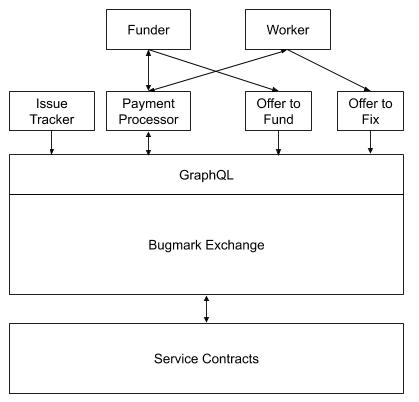 Funder
Worker
Issue
Tracker
Payment
Processor
Offer to
Fund
Offer to
Fix
GraphQL
Bugmark Exchange
Service Contracts